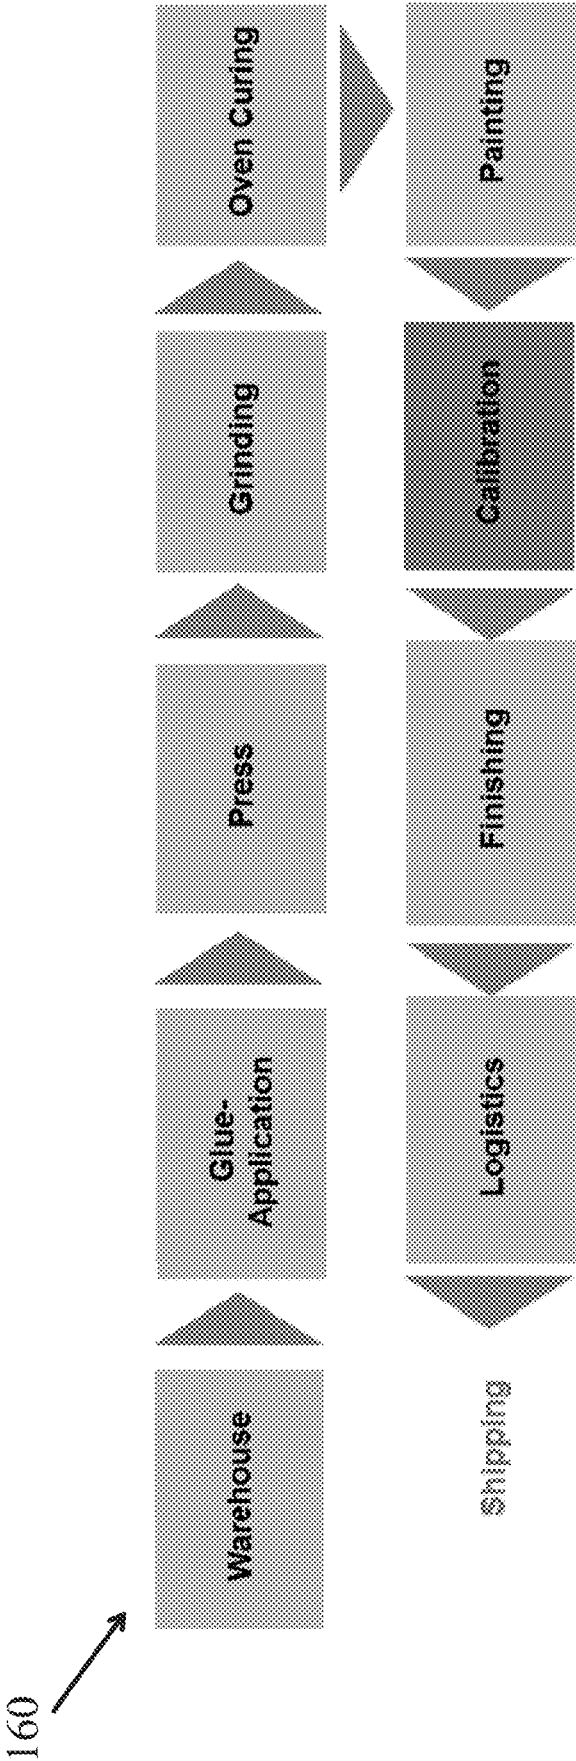 160
Warehouse
Glue-
Application
Press
Grinding
Oven Curing
Painting
Calibration
Finishing
Logistics
Shipping